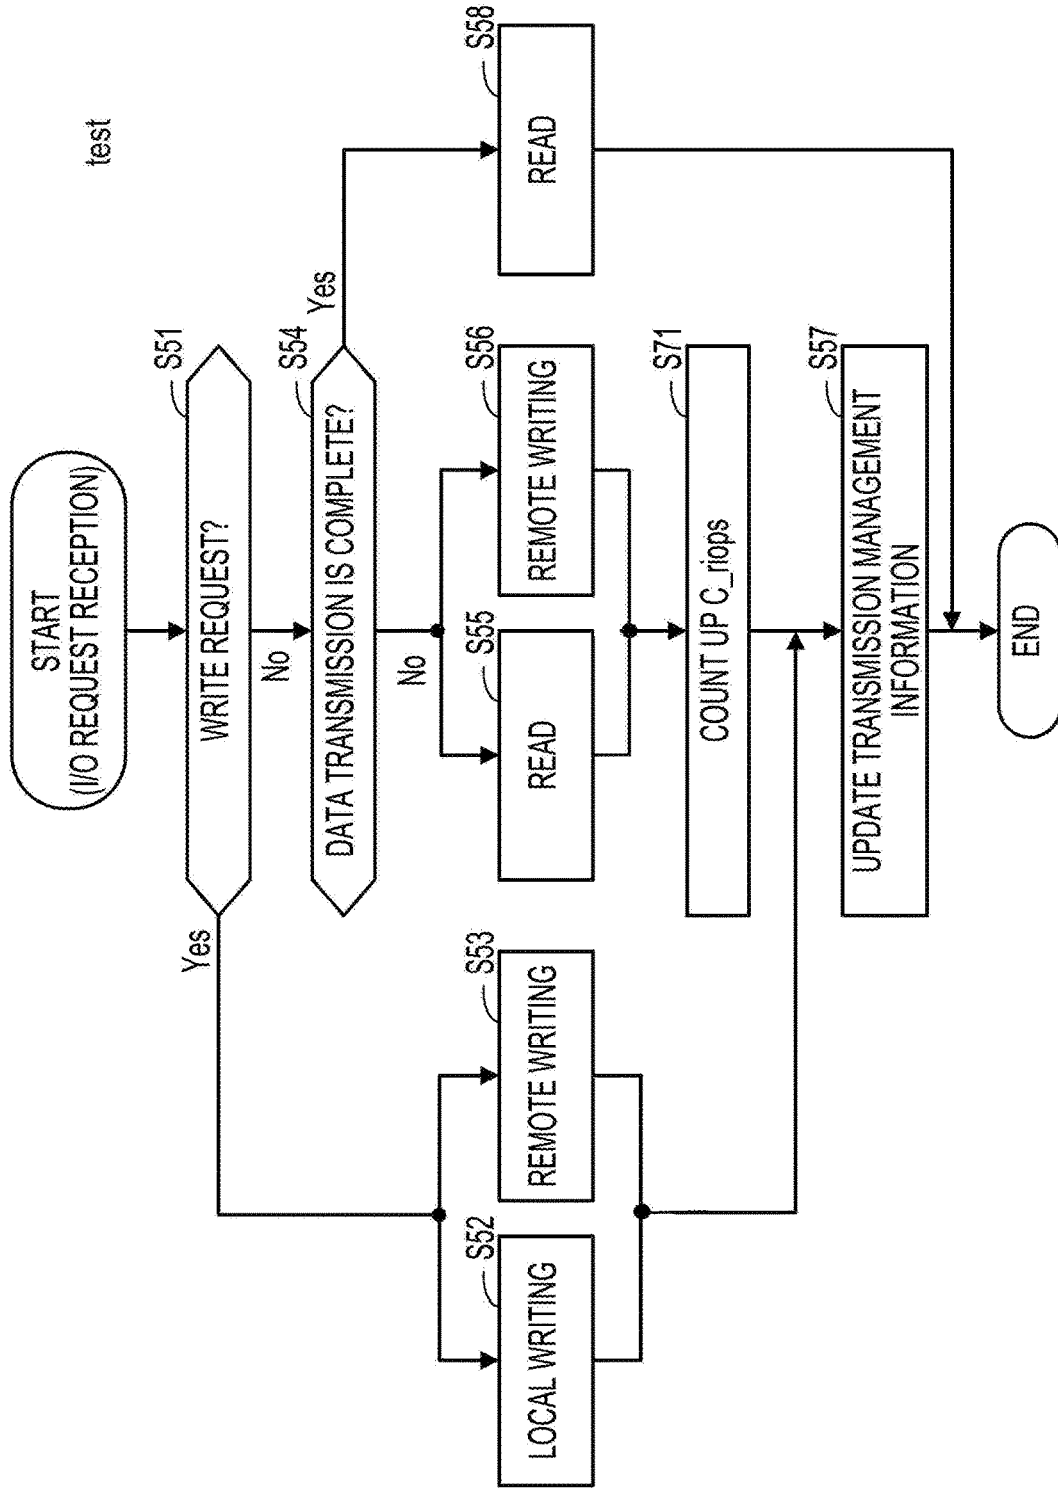 test
START
(I/O REQUEST RECEPTION)
S51
WRITE REQUEST?
Yes
No
S54
DATA TRANSMISSION IS COMPLETE?
Yes
No
S52
LOCAL WRITING
S53
REMOTE WRITING
S55
READ
S56
REMOTE WRITING
S58
READ
S71
COUNT UP C_riops
S57
UPDATE TRANSMISSION MANAGEMENT
INFORMATION
END